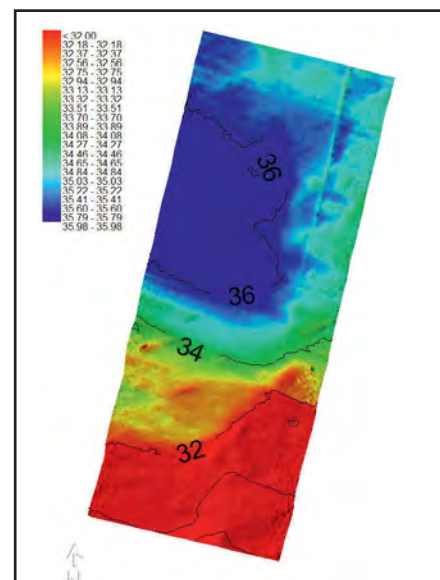 < 32.00
32.18 - 32.18
32.37 - 32.37
32.56 - 32.56
32.75 - 32.75
32.94 - 32.94
33.13 - 33.13
33.32 - 33.32
33.51 - 33.51
33.70 - 33.70
33.89 - 33.89
34.08 - 34.08
34.27 - 34.27
34.46 - 34.46
34.65 - 34.65
34.84 - 34.84
35.03 - 35.03
35.22 - 35.22
35.41 - 35.41
35.60 - 35.60
35.79 - 35.79
35.98 - 35.98
36
36
34
32